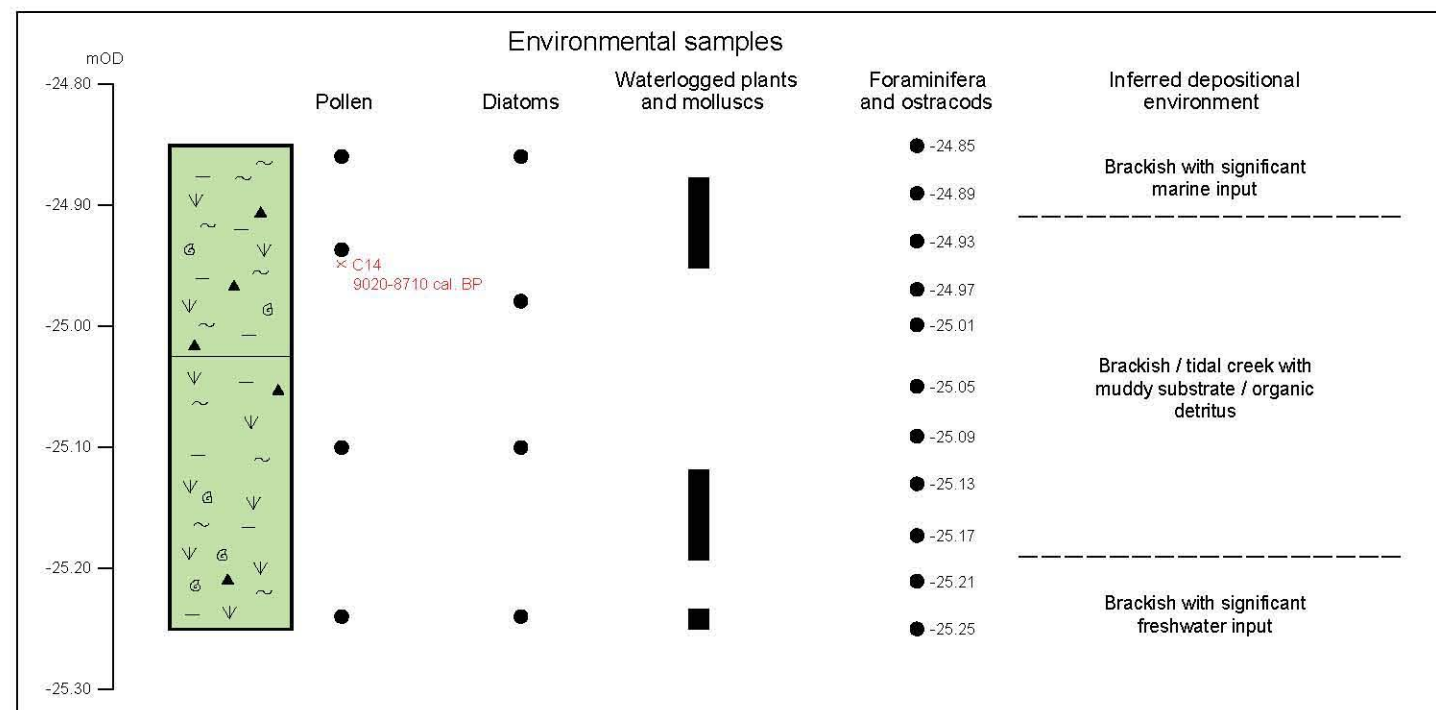 Environmental samples
mOD
Pollen
Diatoms
Waterlogged plants
and molluscs
Foraminifera
and ostracods
Inferred depositional
environment
-24.80
-24.90
-25.00
-25.10
-25.20
-25.30
× C14
9020-8710 cal. BP
-24.85
-24.89
-24.93
-24.97
-25.01
-25.05
-25.09
-25.13
-25.17
-25.21
-25.25
Brackish with significant
marine input
Brackish / tidal creek with
muddy substrate / organic
detritus
Brackish with significant
freshwater input